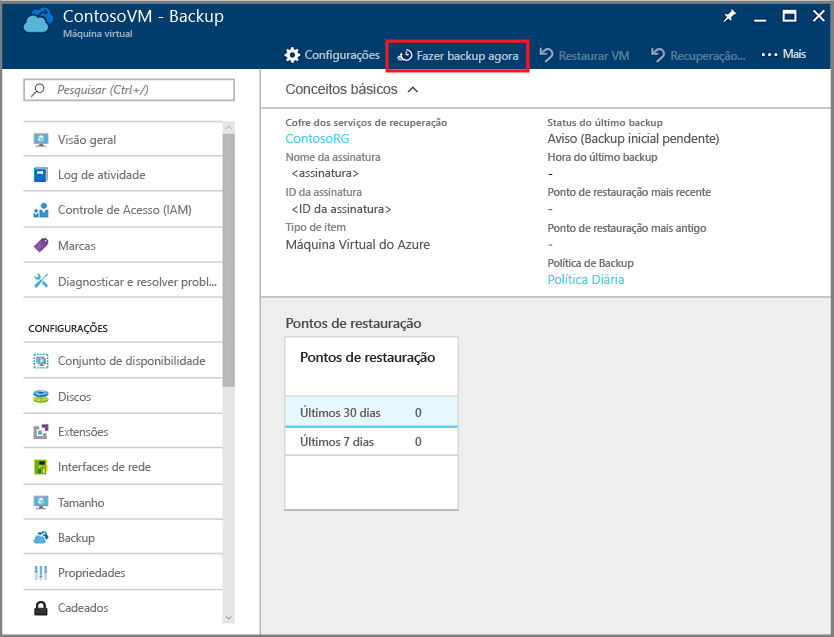 ContosoVM - Backup
Máquina virtual
Configurações
Fazer backup agora
Restaurar VM
Recuperação...
Mais
Pesquisar (Ctrl+/)
Visão geral
Log de atividade
Controle de Acesso (IAM)
Marcas
Diagnosticar e resolver probl...
CONFIGURAÇÕES
Conjunto de disponibilidade
Discos
Extensões
Interfaces de rede
Tamanho
Backup
Propriedades
Cadeados
Conceitos básicos
Cofre dos serviços de recuperação
ContosoRG
Nome da assinatura
<assinatura>
ID da assinatura
<ID da assinatura>
Tipo de item
Máquina Virtual do Azure
Status do último backup
Aviso (Backup inicial pendente)
Hora do último backup
-
Ponto de restauração mais recente
-
Ponto de restauração mais antigo
-
Política de Backup
Política Diária
Pontos de restauração
Pontos de restauração
Últimos 30 dias 0
Últimos 7 dias 0